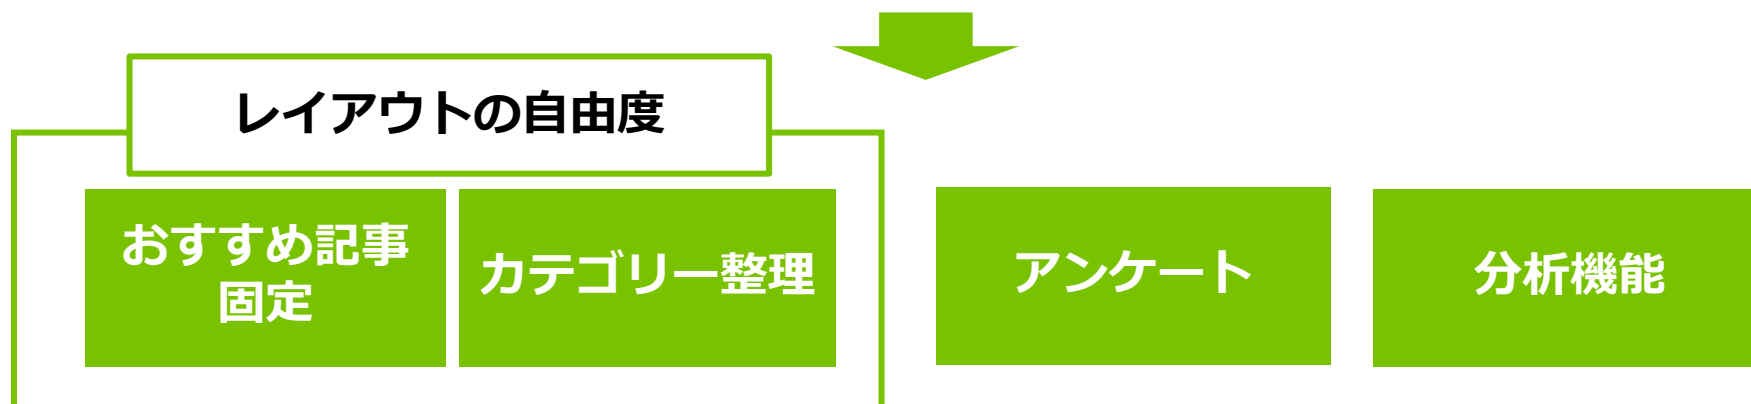 レイアウトの自由度
おすすめ記事
固定
カテゴリー整理
アンケート
分析機能